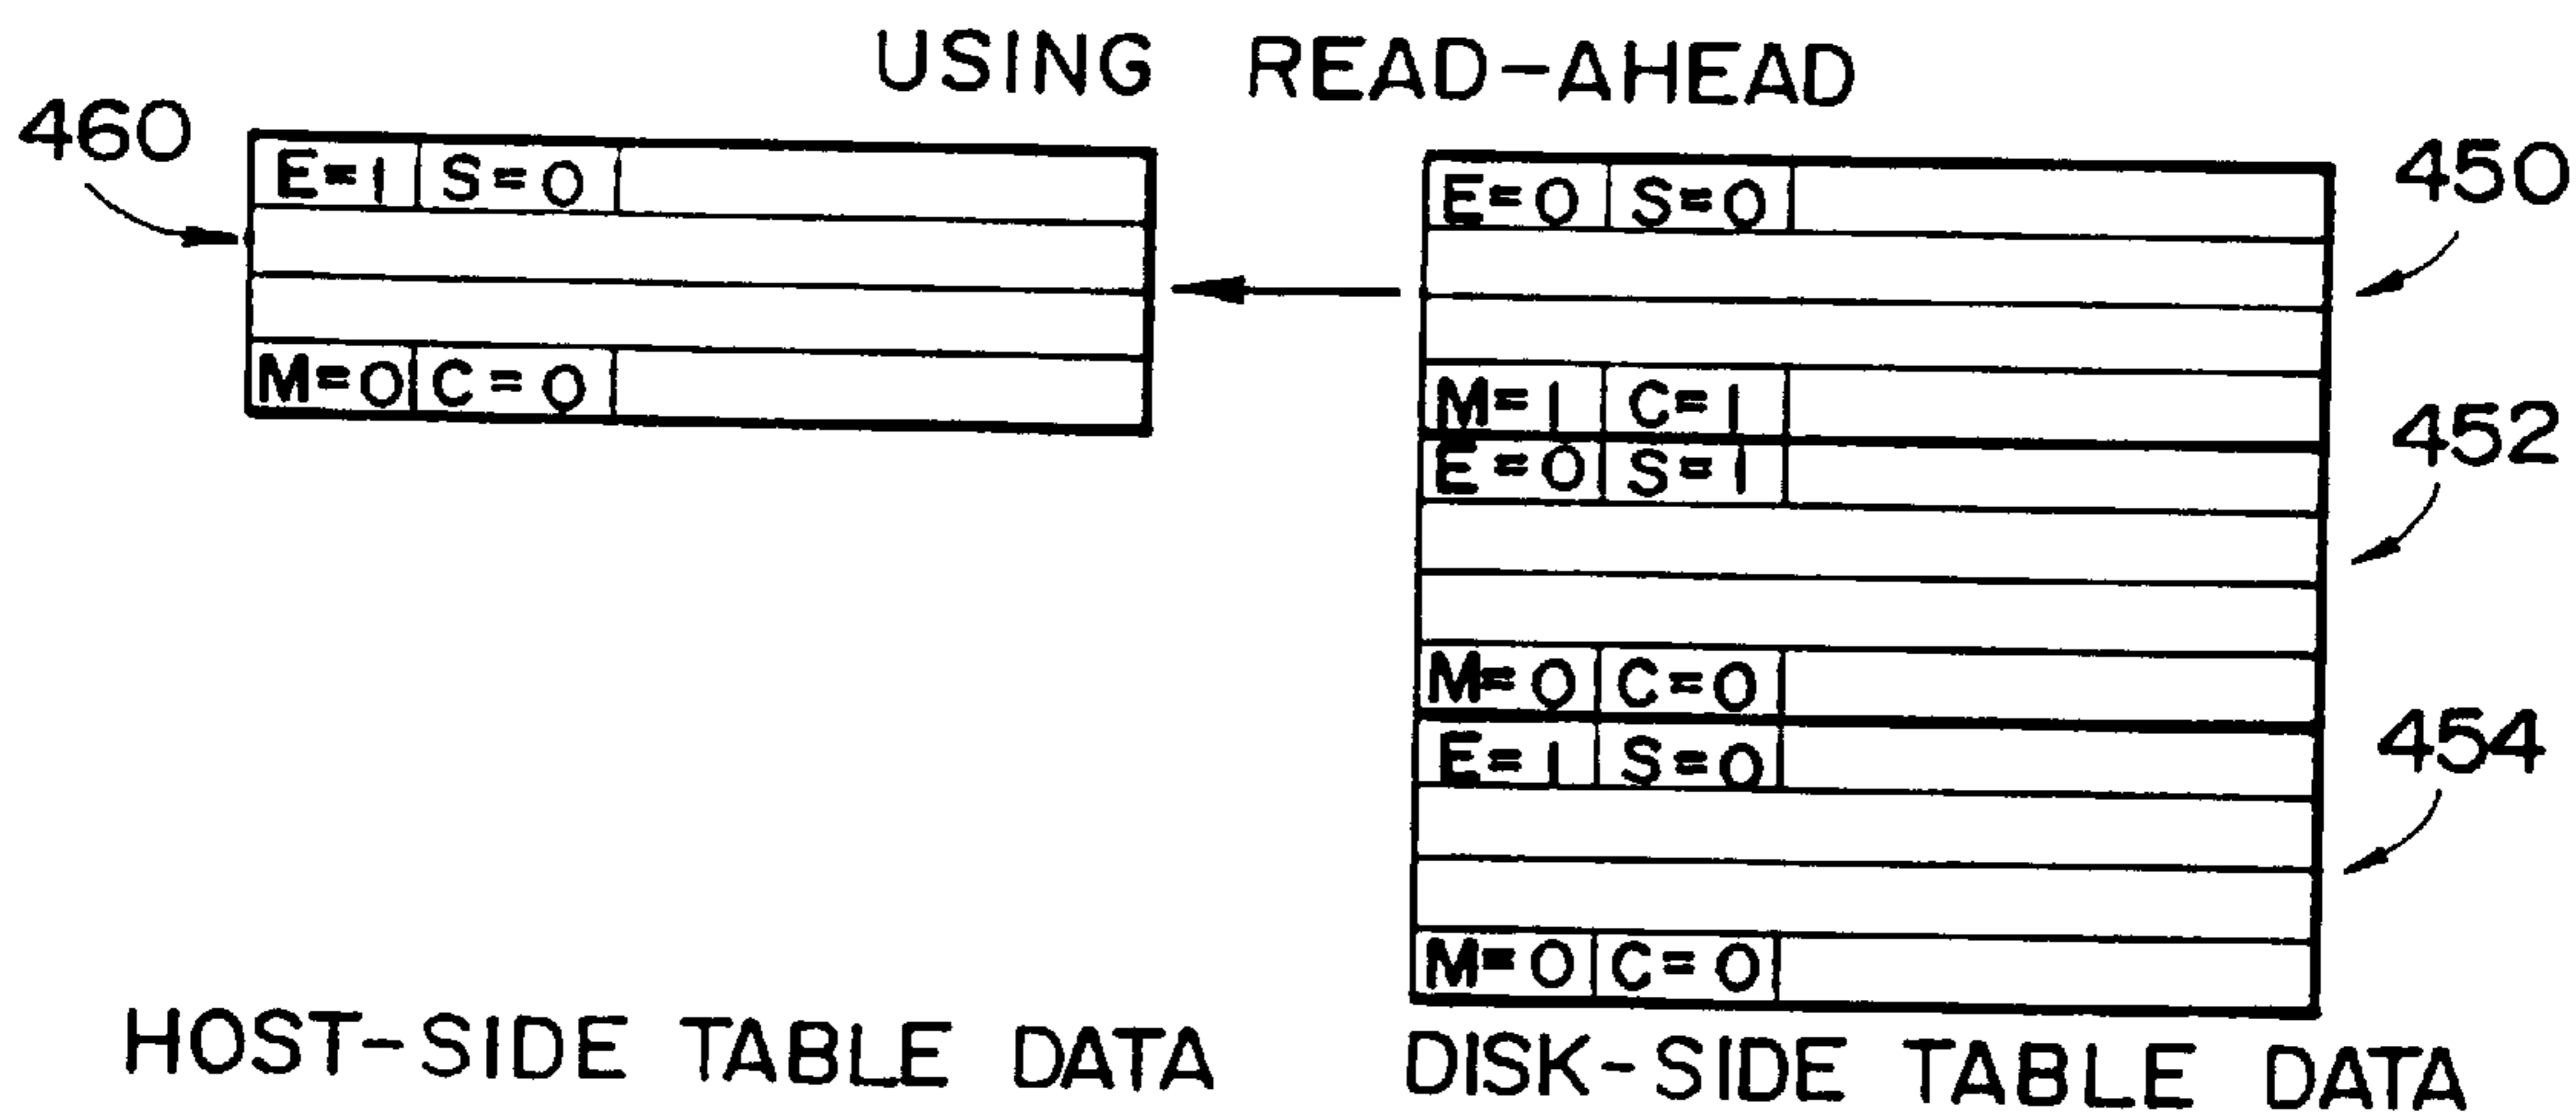 USING READ-AHEAD
460
E=1 S=0
M=0 C=0
HOST-SIDE TABLE DATA
450
E=0 S=0
M=1 C=1
452
E=0 S=1
M=0 C=0
454
E=1 S=0
M=0 C=0
DISK-SIDE TABLE DATA